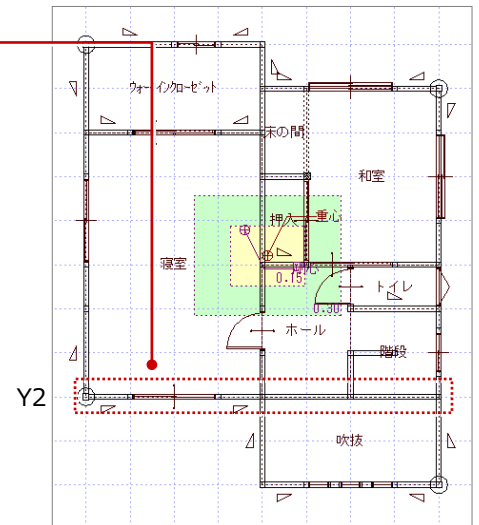 ウォークインクローゼット
床の間
和室
押入
重心
寝室
剛心
0.15
トイレ
0.30
ホール
階段
Y2
吹抜